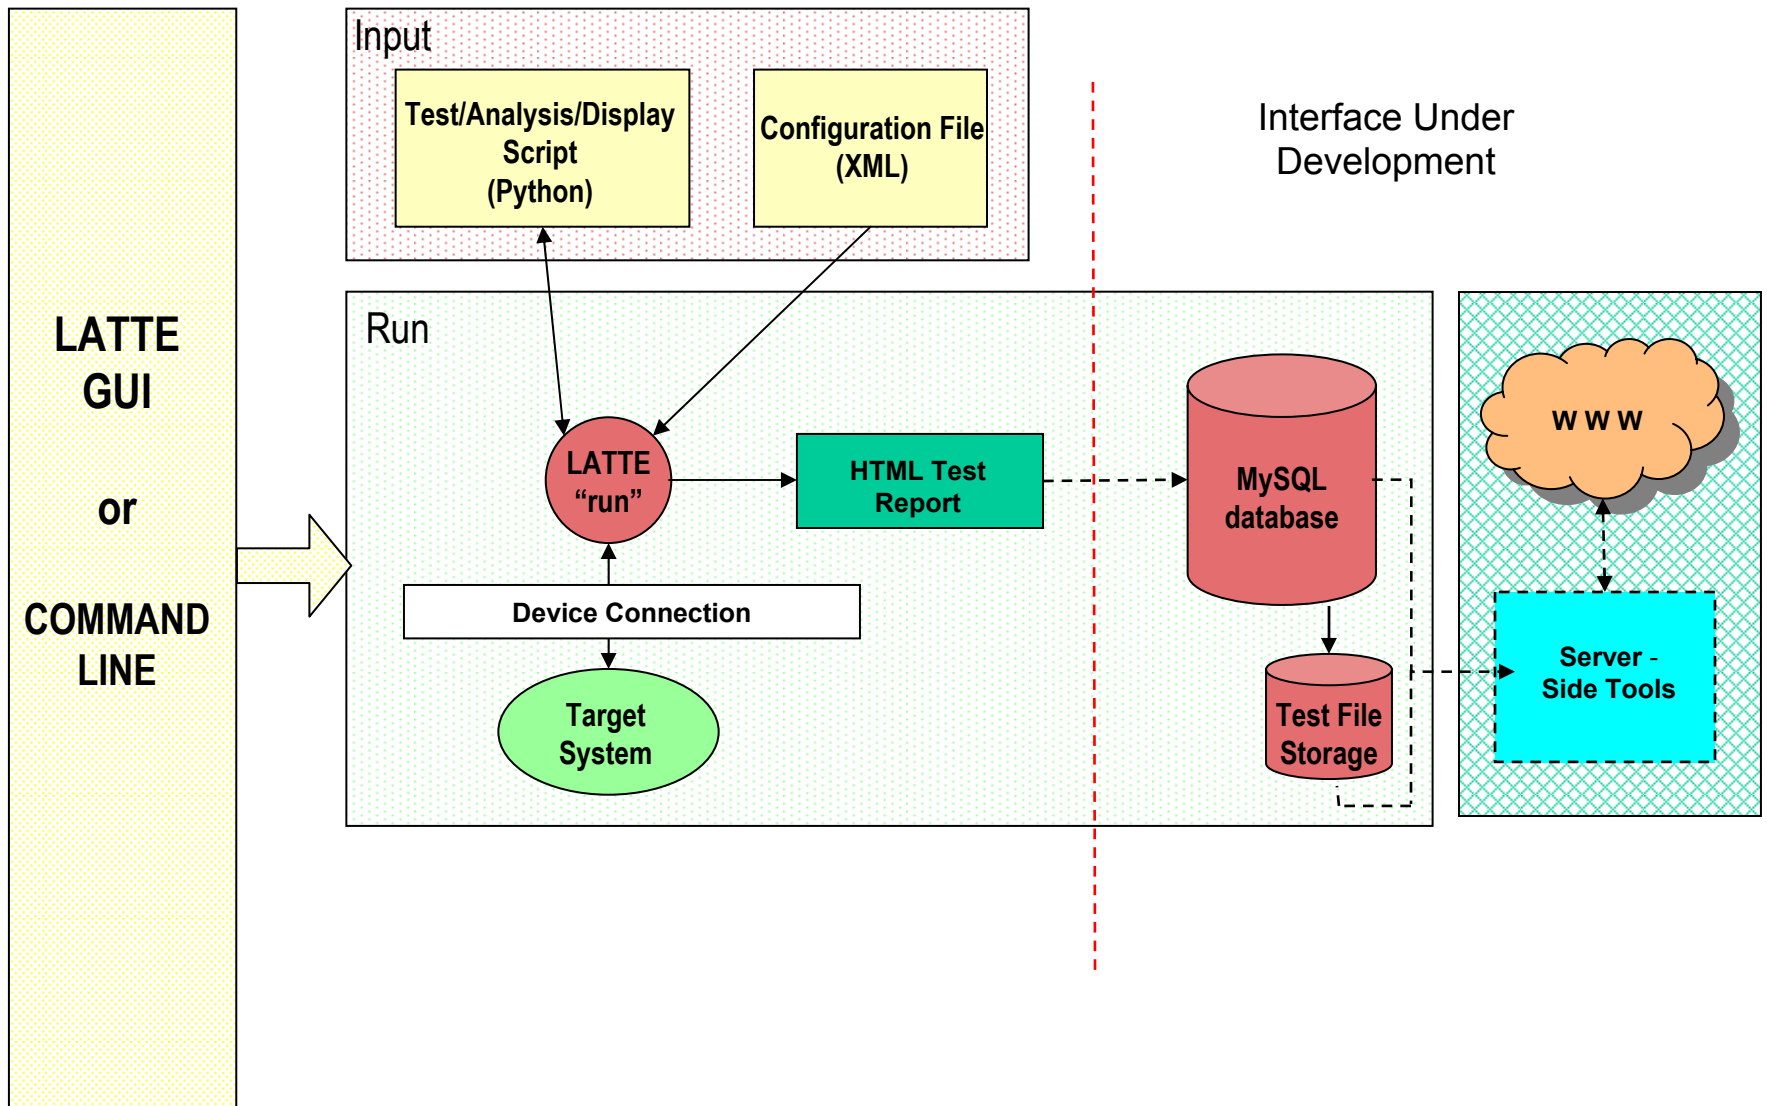 LATTE
GUI
or
COMMAND
LINE
Input
Test/Analysis/Display
Script
(Python)
Configuration File
(XML)
Interface Under
Development
Run
LATTE
“run”
HTML Test
Report
Device Connection
Target
System
MySQL
database
Test File
Storage
W W W
Server -
Side Tools